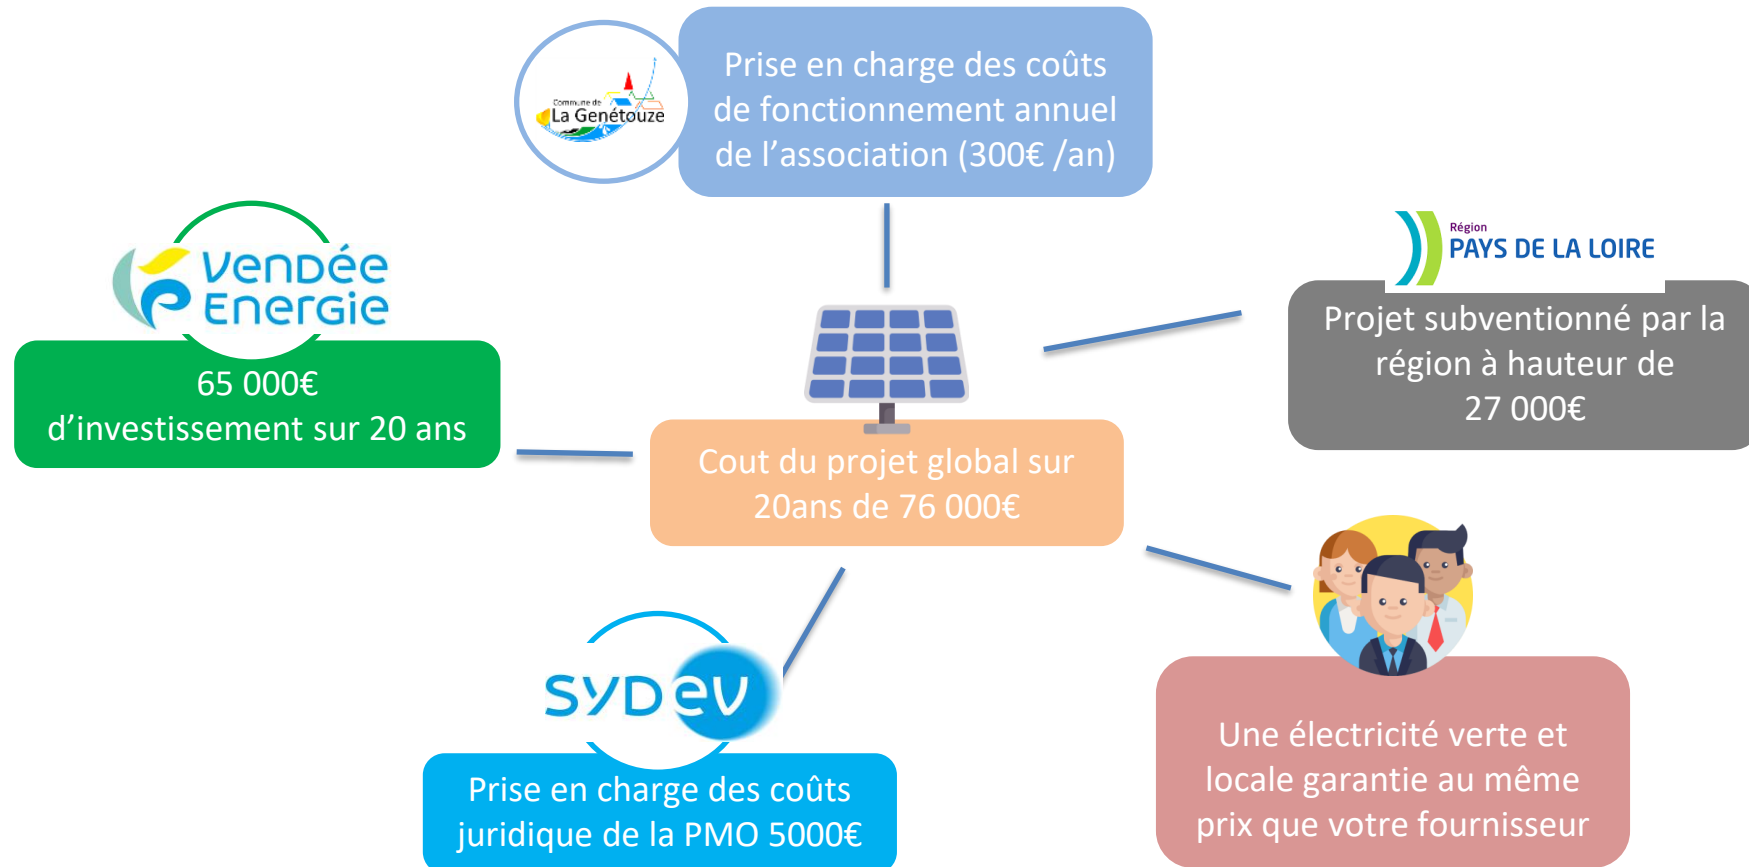 Commune de
La Genétouze
Prise en charge des coûts
de fonctionnement annuel
de l’association (300€ /an)
Vendée
Energie
65 000€
d’investissement sur 20 ans
Région
PAYS DE LA LOIRE
Projet subventionné par la
région à hauteur de
27 000€
Cout du projet global sur
20ans de 76 000€
SYDEV
Prise en charge des coûts
juridique de la PMO 5000€
Une électricité verte et
locale garantie au même
prix que votre fournisseur